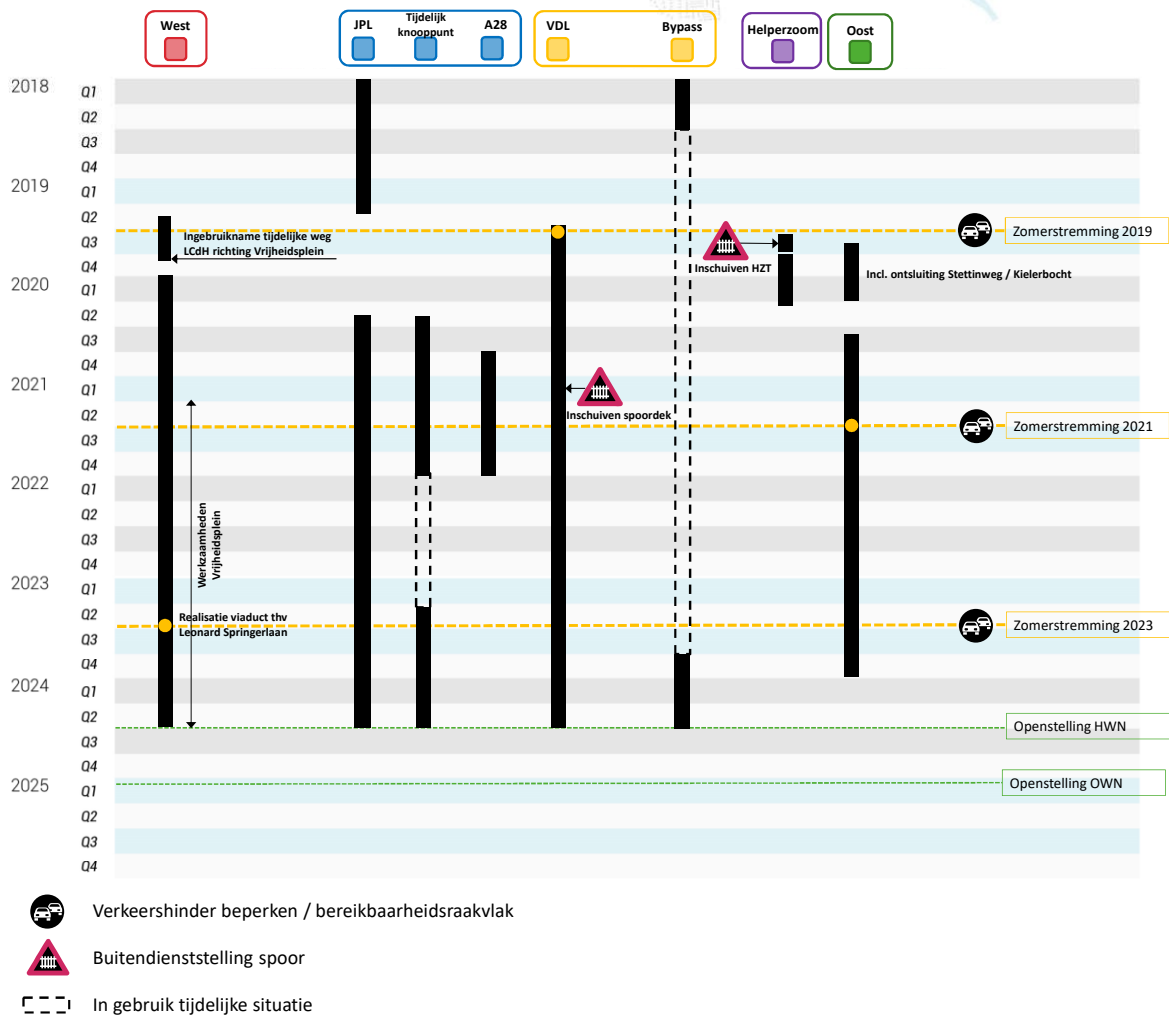 West
JPL
Tijdelijk
knooppunt
A28
VDL
Bypass
Helperzoom
Oost
2018
Q1
Q2
Q3
Q4
2019
Q1
Q2
Q3
Q4
2020
Q1
Q2
Q3
Q4
2021
Q1
Q2
Q3
Q4
2022
Q1
Q2
Q3
Q4
2023
Q1
Q2
Q3
Q4
2024
Q1
Q2
Q3
Q4
2025
Q1
Q2
Q3
Q4
Ingebruikname tijdelijke weg
LCdH richting Vrijheidsplein
Zomerstremming 2019
Inschuiven HZT
Incl. ontsluiting Stettinweg / Kielerbocht
Inschuiven spoordek
Zomerstremming 2021
Werkzaamheden
Vrijheidsplein
Realisatie viaduct thv
Leonard Springerlaan
Zomerstremming 2023
Openstelling HWN
Openstelling OWN
Verkeershinder beperken / bereikbaarheidsraakvlak
Buitendienststelling spoor
In gebruik tijdelijke situatie